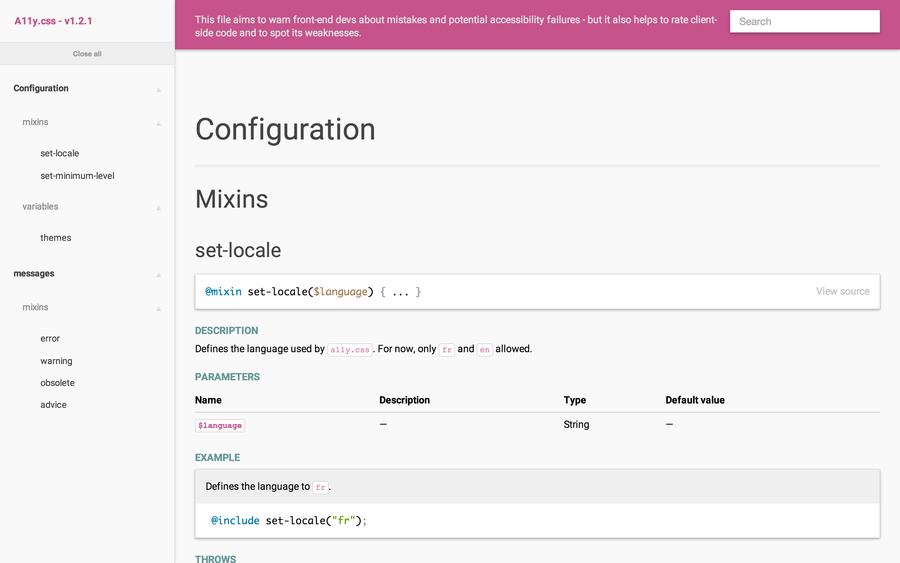 A11y.css - v1.2.1
Close all
Configuration
mixins
set-locale
set-minimum-level
variables
themes
messages
mixins
error
warning
obsolete
advice
This file aims to warn front-end devs about mistakes and potential accessibility failures - but it also helps to rate client-
side code and to spot its weaknesses.
Search
Configuration
Mixins
set-locale
@mixin set-locale($language) { ... }
View source
DESCRIPTION
Defines the language used by a11y.css. For now, only fr and en allowed.
PARAMETERS
Name Description Type Default value
$language — String —
EXAMPLE
Defines the language to fr.
@include set-locale("fr");
THROWS